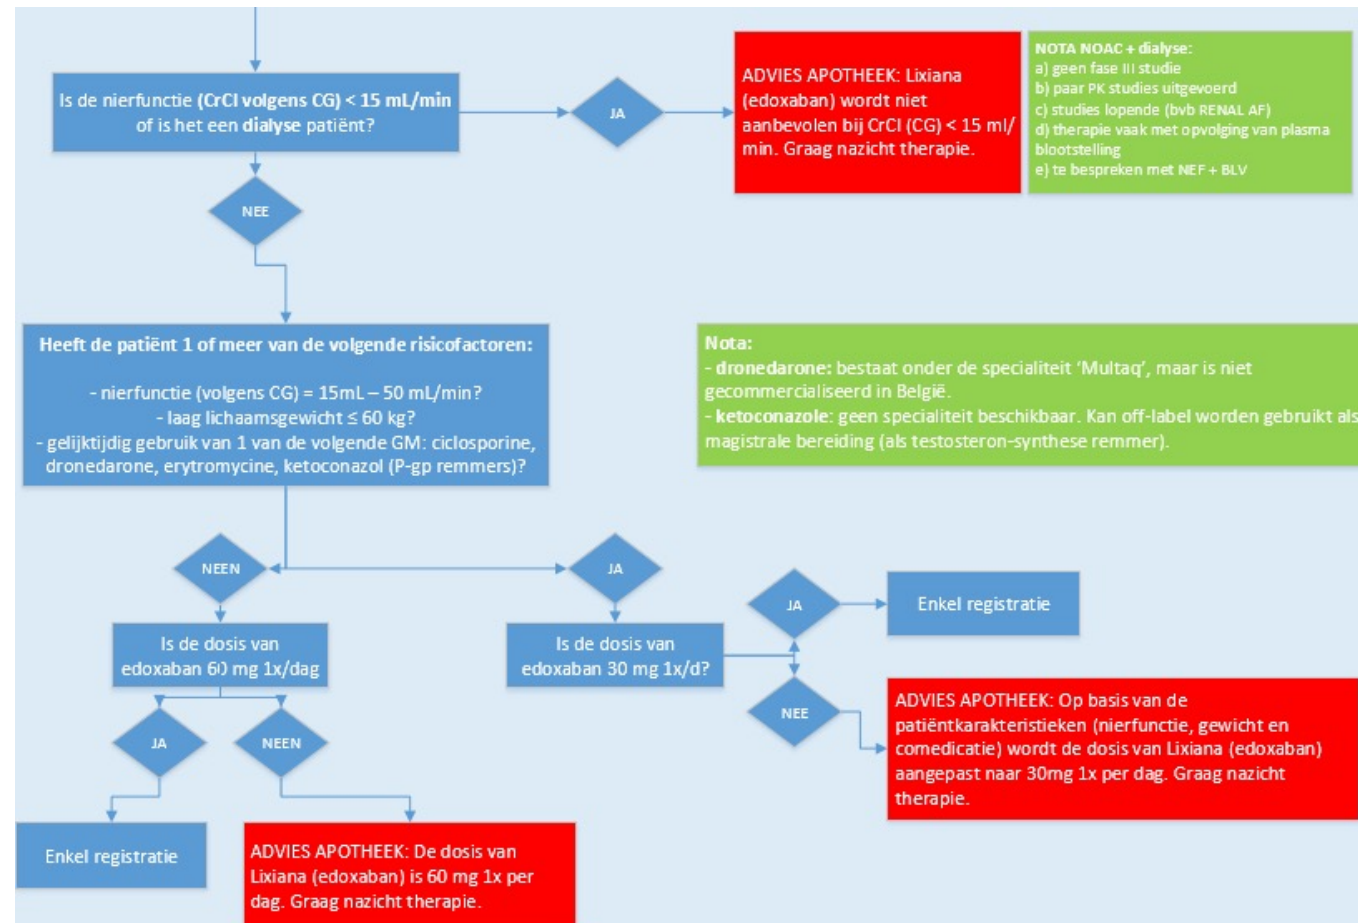 Is de nierfunctie (CrCl volgens CG) < 15 mL/min
of is het een dialyse patiënt?
JA
ADVIES APOTHEEK: Lixiana
(edoxaban) wordt niet
aanbevolen bij CrCl (CG) < 15 ml/
min. Graag nazicht therapie.
NOTA NOAC + dialyse:
a) geen fase III studie
b) paar PK studies uitgevoerd
c) studies lopende (bvb RENAL AF)
d) therapie vaak met opvolging van plasma
blootstelling
e) te bespreken met NEF + BLV
NEE
Heeft de patiënt 1 of meer van de volgende risicofactoren:
- nierfunctie (volgens CG) = 15mL – 50 mL/min?
- laag lichaamsgewicht ≤ 60 kg?
- gelijktijdig gebruik van 1 van de volgende GM: ciclosporine,
dronedarone, erytromycine, ketoconazol (P-gp remmers)?
Nota:
- dronedarone: bestaat onder de specialiteit ‘Multaq’, maar is niet
gecommercialiseerd in België.
- ketoconazole: geen specialiteit beschikbaar. Kan off-label worden gebruikt als
magistrale bereiding (als testosteron-synthese remmer).
NEEN
JA
Is de dosis van
edoxaban 60 mg 1x/dag
Is de dosis van
edoxaban 30 mg 1x/d?
JA
Enkel registratie
NEE
ADVIES APOTHEEK: Op basis van de
patiëntkarakteristieken (nierfunctie, gewicht en
comedicatie) wordt de dosis van Lixiana (edoxaban)
aangepast naar 30mg 1x per dag. Graag nazicht
therapie.
JA
NEEN
Enkel registratie
ADVIES APOTHEEK: De dosis van
Lixiana (edoxaban) is 60 mg 1x per
dag. Graag nazicht therapie.